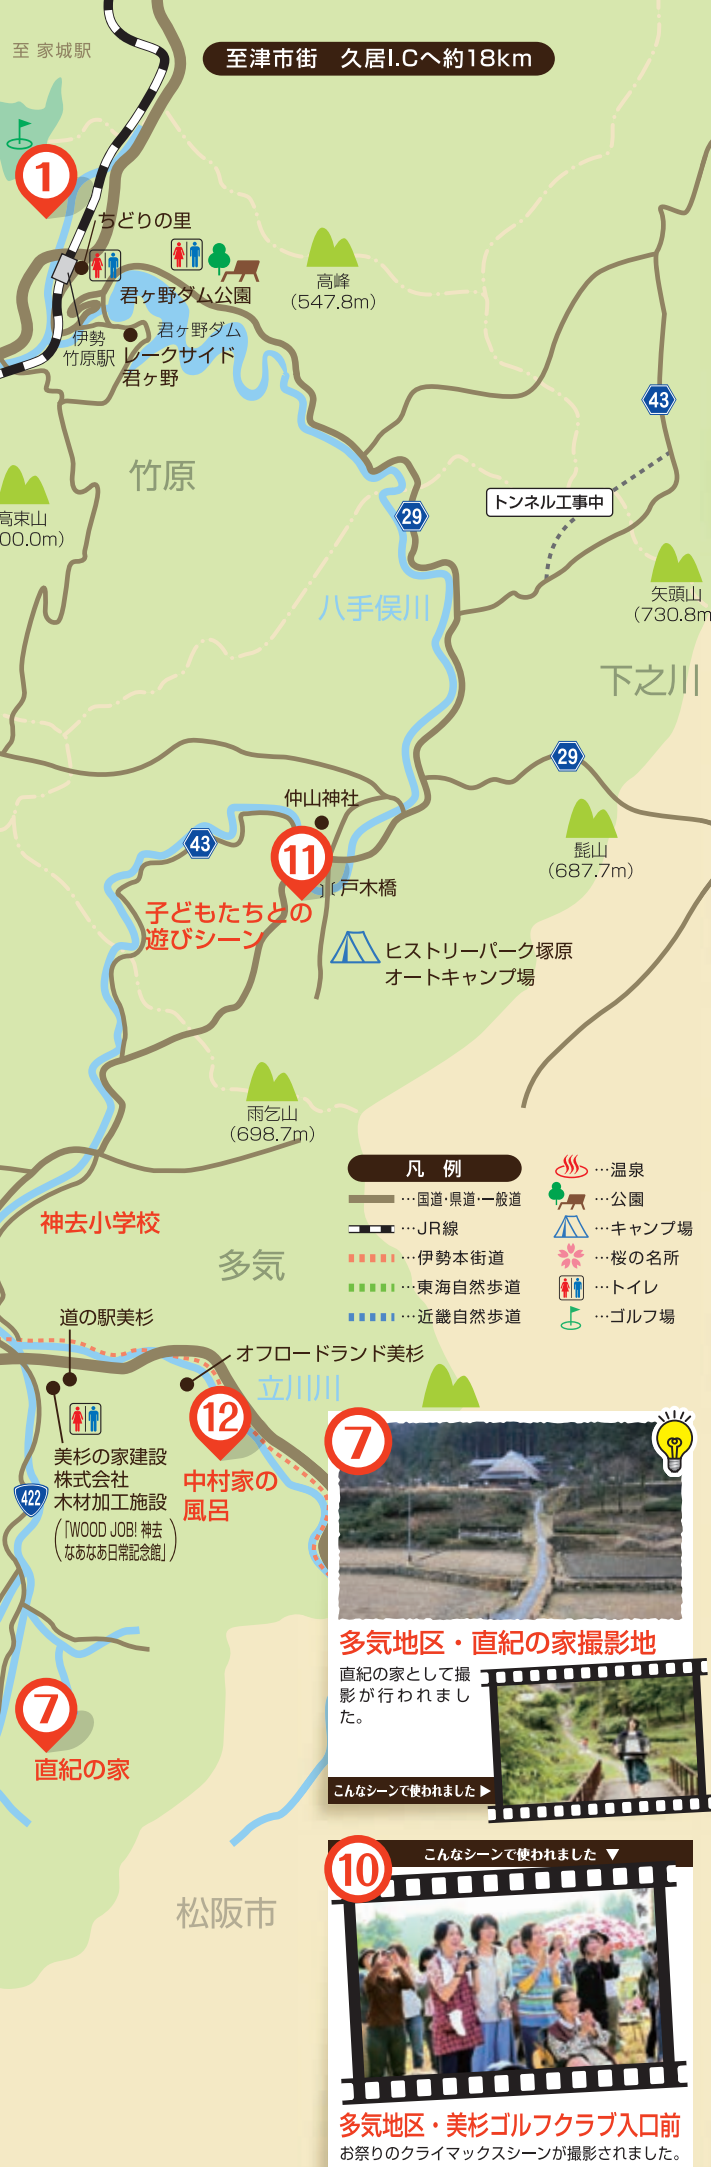 至 家城駅
至津市街　久居I.Cへ約18km
1
ちどりの里
高峰
(547.8m)
君ヶ野ダム公園
君ヶ野ダム
伊勢
竹原駅
レークサイド
君ヶ野
43
竹原
高束山
00.0m)
29
トンネル工事中
矢頭山
(730.8m
八手俣川
下之川
29
仲山神社
43
11
髭山
(687.7m)
戸木橋
子どもたちとの
遊びシーン
ヒストリーパーク塚原
オートキャンプ場
雨乞山
(698.7m)
凡 例
…国道・県道・一般道
…JR線
…伊勢本街道
…東海自然歩道
…近畿自然歩道
…温泉
…公園
…キャンプ場
…桜の名所
…トイレ
…ゴルフ場
神去小学校
多気
道の駅美杉
オフロードランド美杉
立川川
12
中村家の
風呂
美杉の家建設
株式会社
木材加工施設
(「WOOD JOB! 神去
なあなあ日常記念館」)
422
7
直紀の家
松阪市
7
多気地区・直紀の家撮影地
直紀の家として撮
影が行われまし
た。
こんなシーンで使われました ▶
10
こんなシーンで使われました ▼
多気地区・美杉ゴルフクラブ入口前
お祭りのクライマックスシーンが撮影されました。